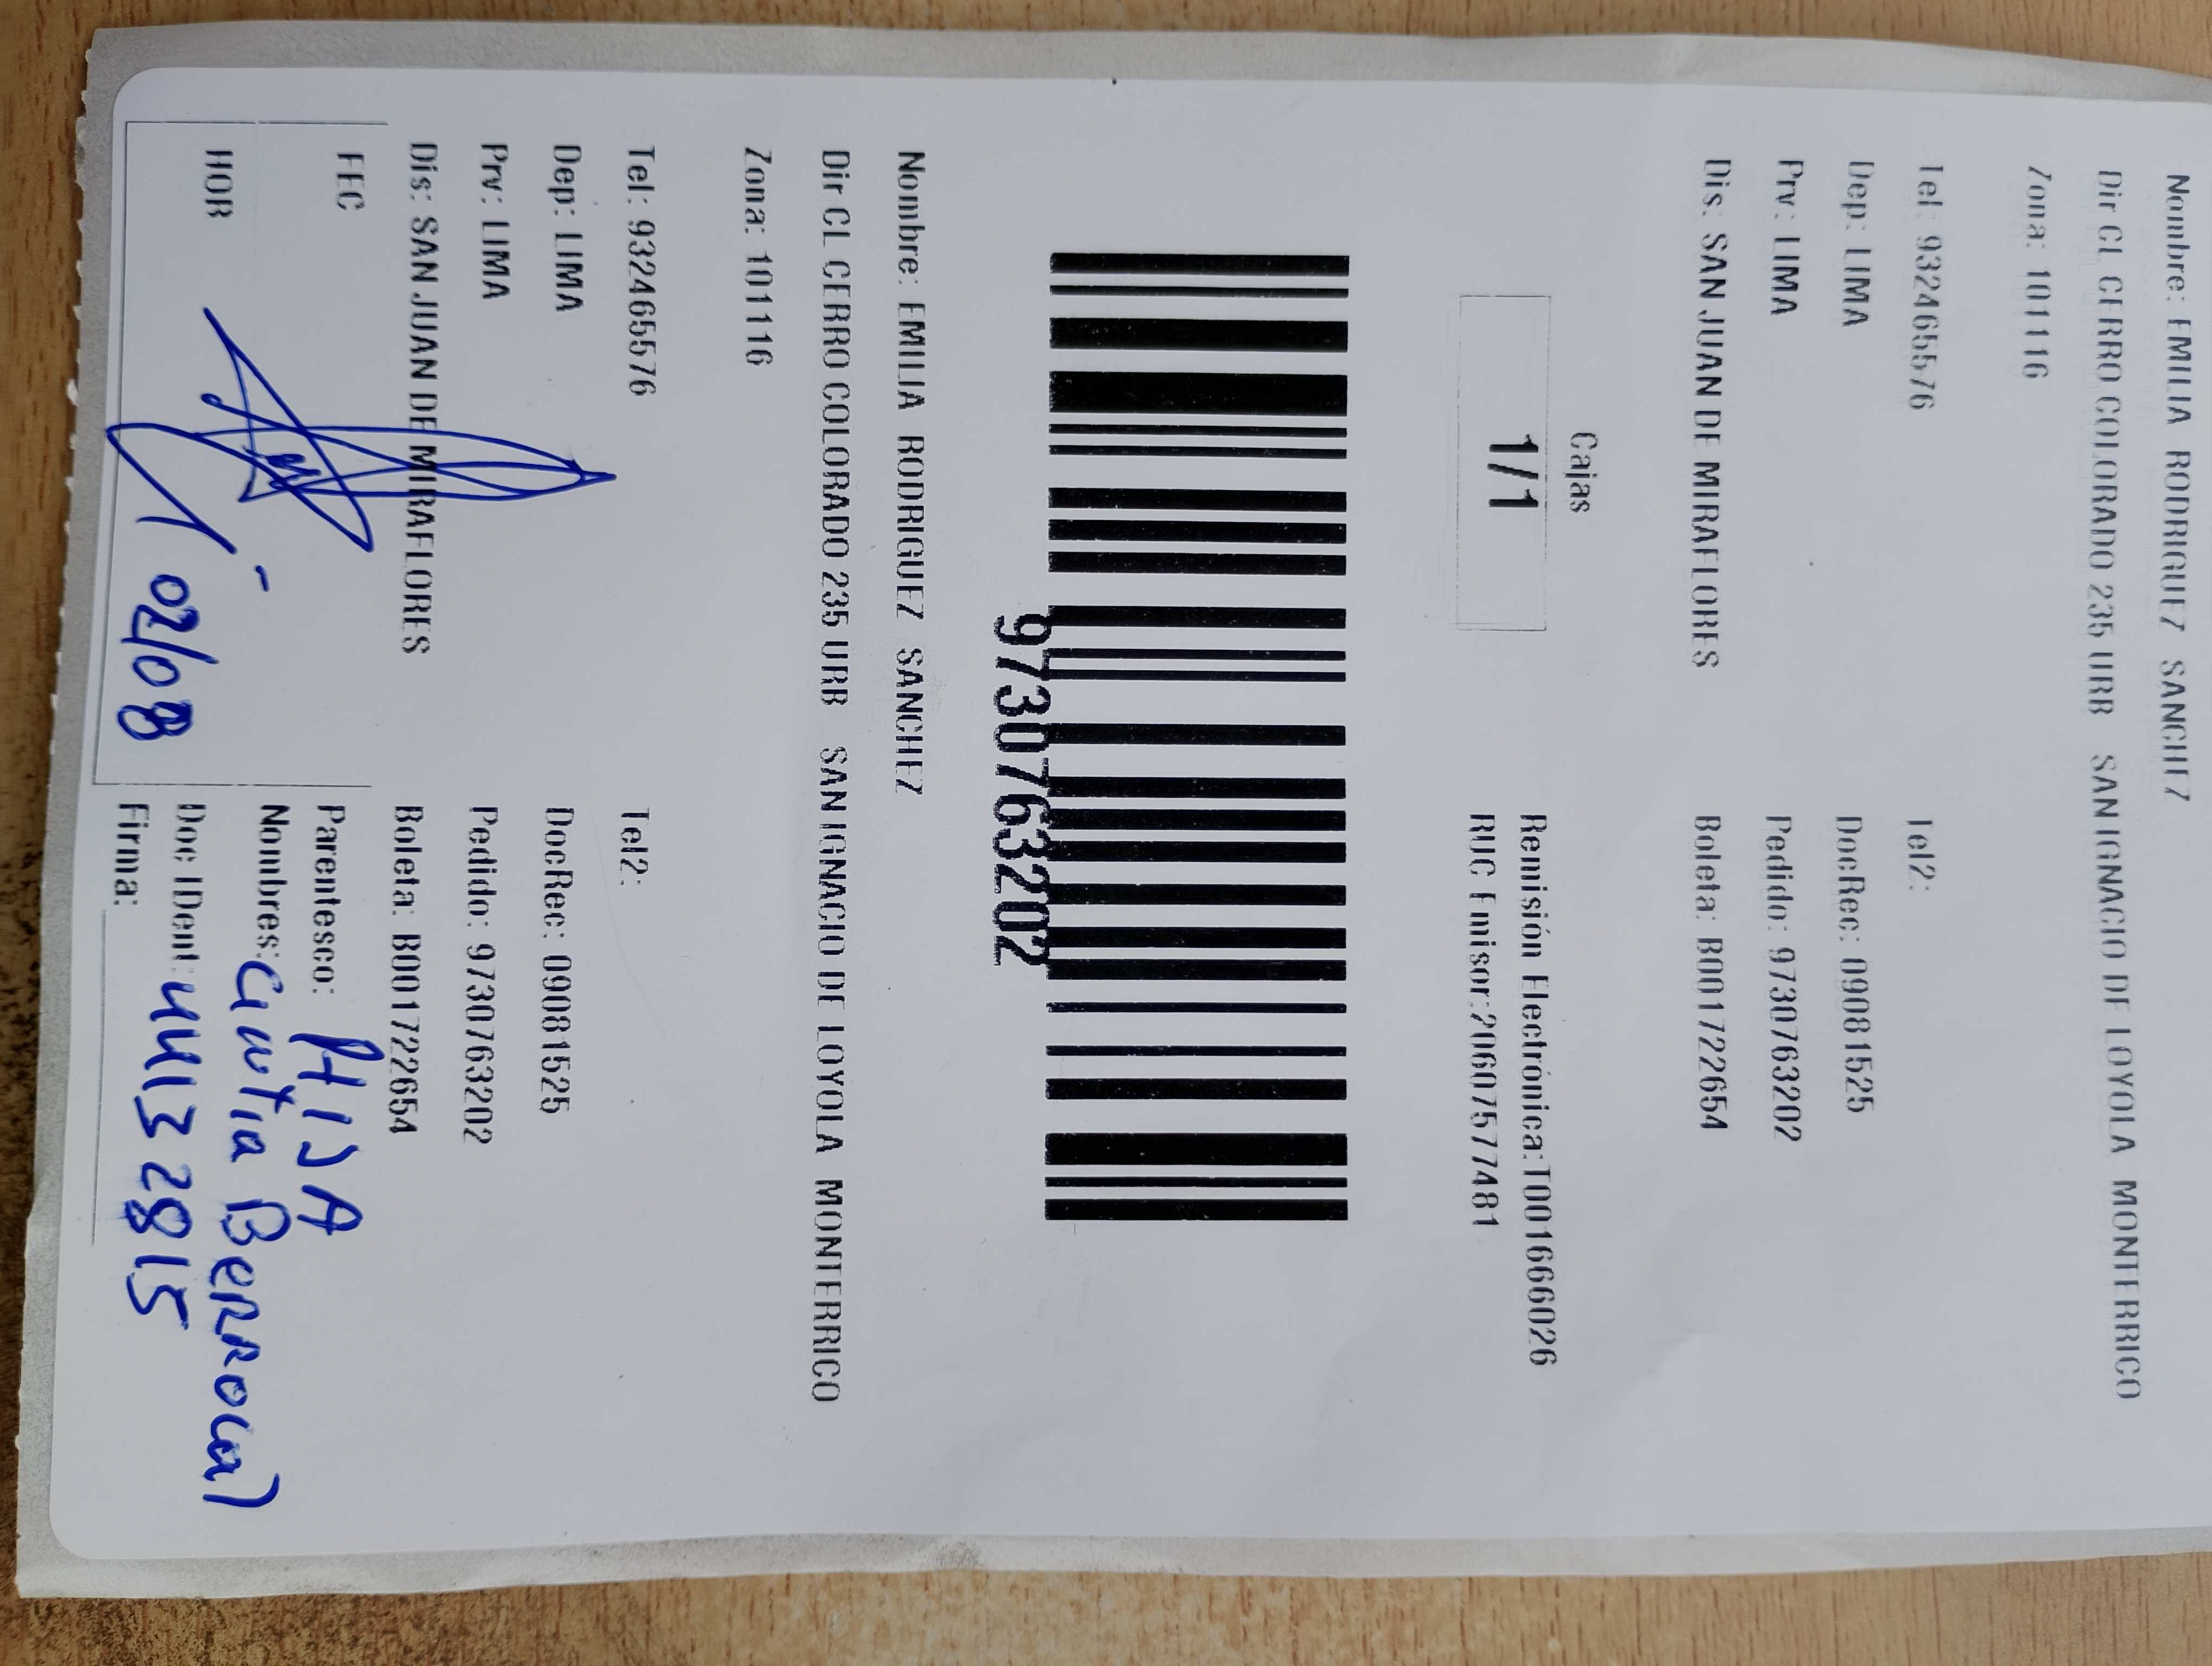 Nombre: EMILIA RODRIGUEZ SANCHEZ
Dir CL CERRO COLORADO 235 URB SAN IGNACIO DE LOYOLA MONTERRICO
Zona: 101116
Tel: 932465576 Tel2:
Dep: LIMA DocRec: 09081525
Prv: LIMA Pedido: 9730763202
Dis: SAN JUAN DE MIRAFLORES Boleta: B001722654
Cajas
1/1
Remisión Electrónica:T001666026
RUC Emisor:20607577481
9730763202
Nombre: EMILIA RODRIGUEZ SANCHEZ
Dir CL CERRO COLORADO 235 URB SAN IGNACIO DE LOYOLA MONTERRICO
Zona: 101116
Tel: 932465576 Tel2:
Dep: LIMA DocRec: 09081525
Prv: LIMA Pedido: 9730763202
Dis: SAN JUAN DE MIRAFLORES Boleta: B001722654
FEC
HOR
02/08
Parentesco: HIJA
Nombres: Cintia Berrocal
Doc IDent: 44132815
Firma: